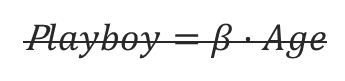 Playboy = β · Age